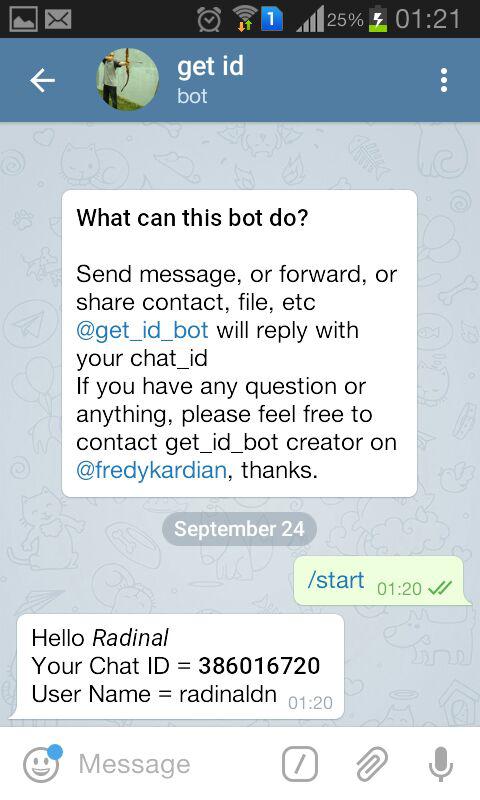 1 25% 01:21
get id
bot
What can this bot do?
Send message, or forward, or
share contact, file, etc
@get_id_bot will reply with
your chat_id
If you have any question or
anything, please feel free to
contact get_id_bot creator on
@fredykardian, thanks.
September 24
/start 01:20
Hello Radinal
Your Chat ID = 386016720
User Name = radinaldn 01:20
Message